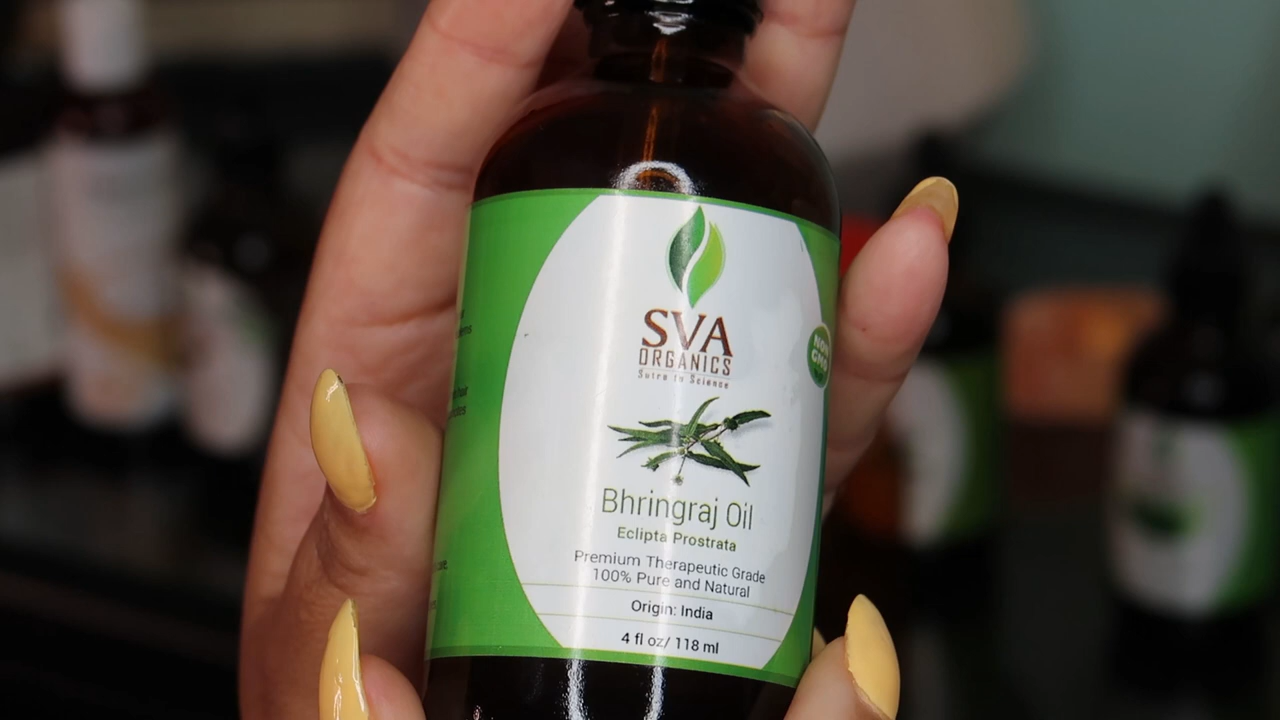 SVA
ORGANICS
Sutra to Science
NON
GMO
Bhringraj Oil
Eclipta Prostrata
Premium Therapeutic Grade
100% Pure and Natural
Origin: India
4 fl oz/ 118 ml